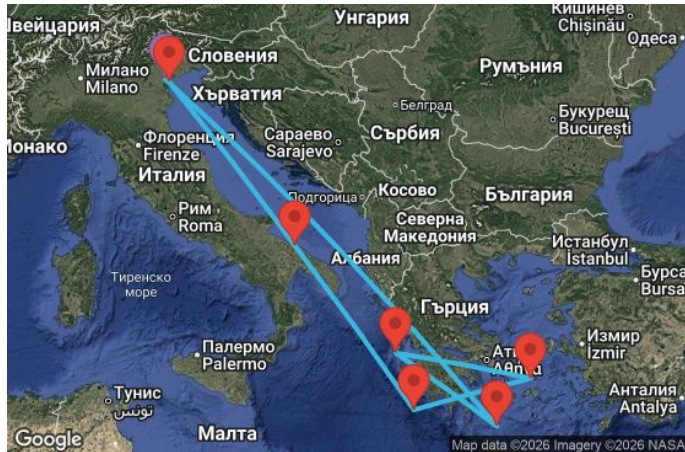 Швейцария
Унгария
Кишинев
Chișinău
Одеса
Милано
Milano
Словения
Румъния
Хърватия
Белград
Букурещ
București
Флоренция
Firenze
Сараево
Sarajevo
Сърбия
Монако
Италия
Подгорица
Косово
България
Рим
Roma
Северна
Македония
Истанбул
İstanbul
Албания
Бурса
Bursa
Тиренско
море
Гърция
Измир
İzmir
Палермо
Palermo
Ати
Αθήνα
Тунис
تونس
Анталия
Antalya
Малта
Google
Map data ©2026 Imagery ©2026 NASA